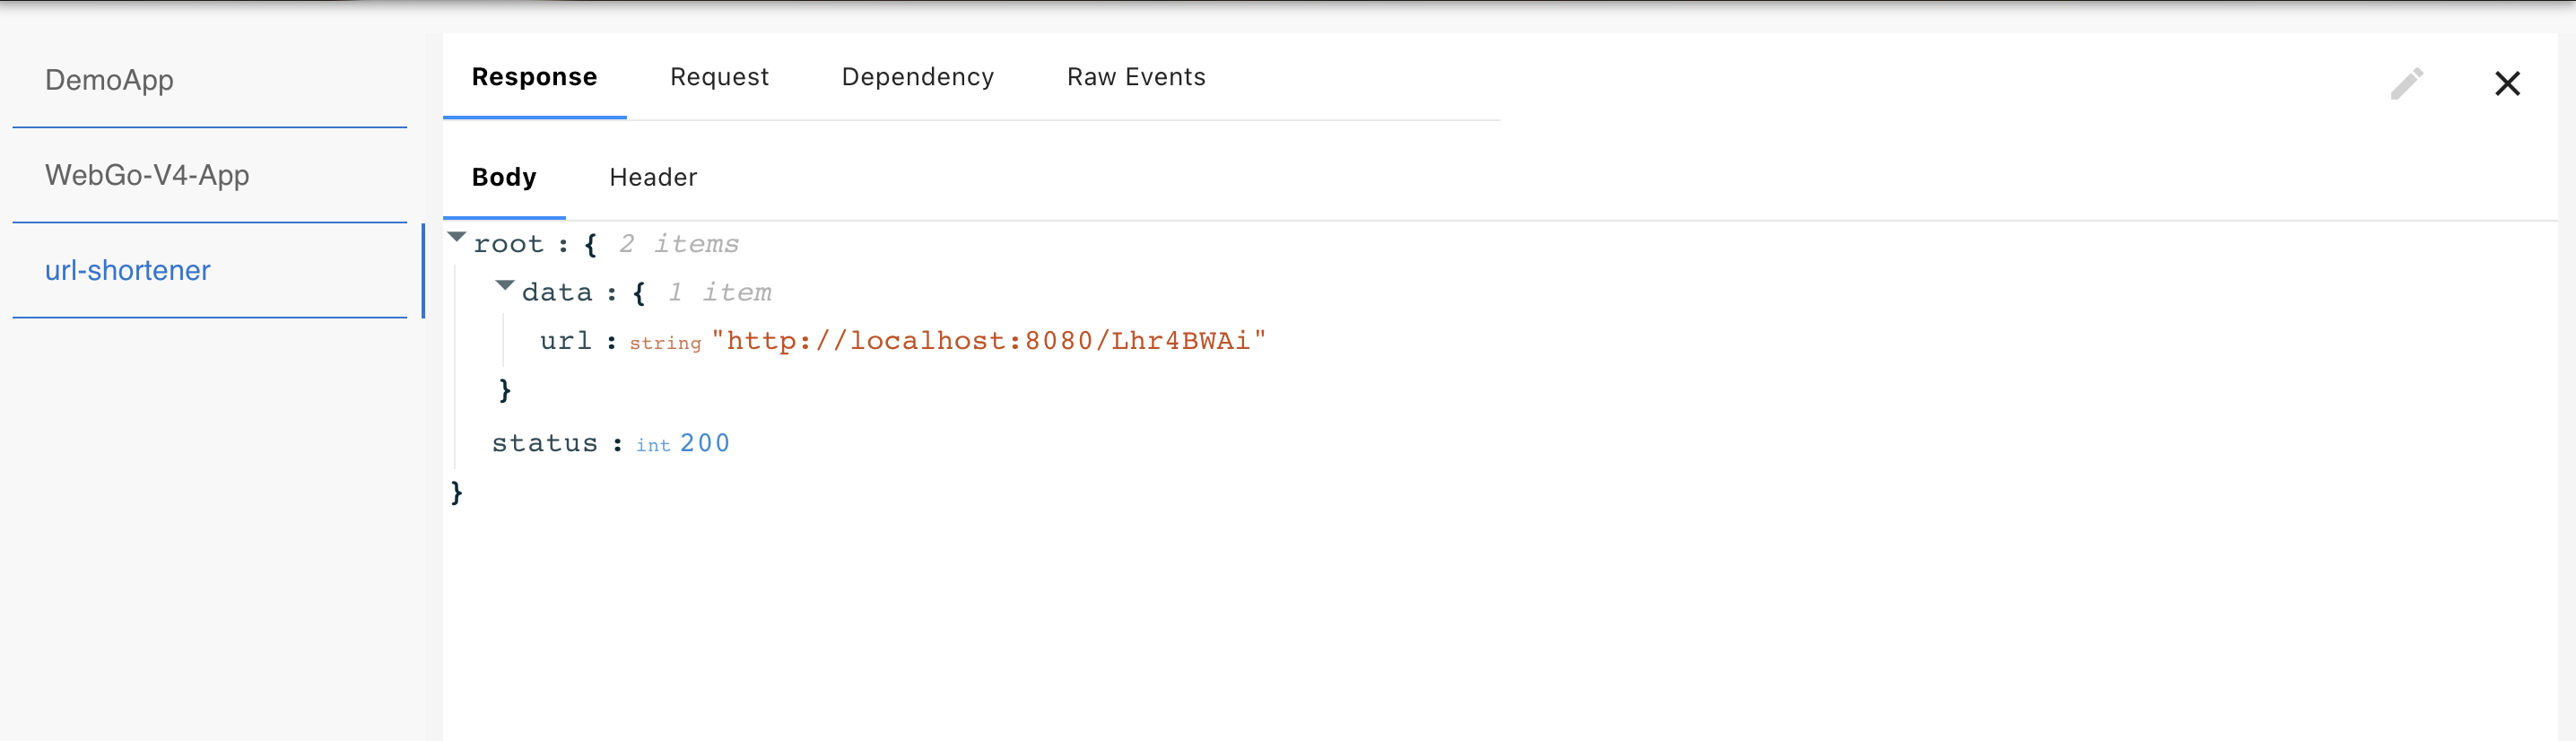 DemoApp
WebGo-V4-App
url-shortener
Response Request Dependency Raw Events
Body Header
root : { 2 items
data : { 1 item
url : string "http://localhost:8080/Lhr4BWAi"
}
status : int 200
}